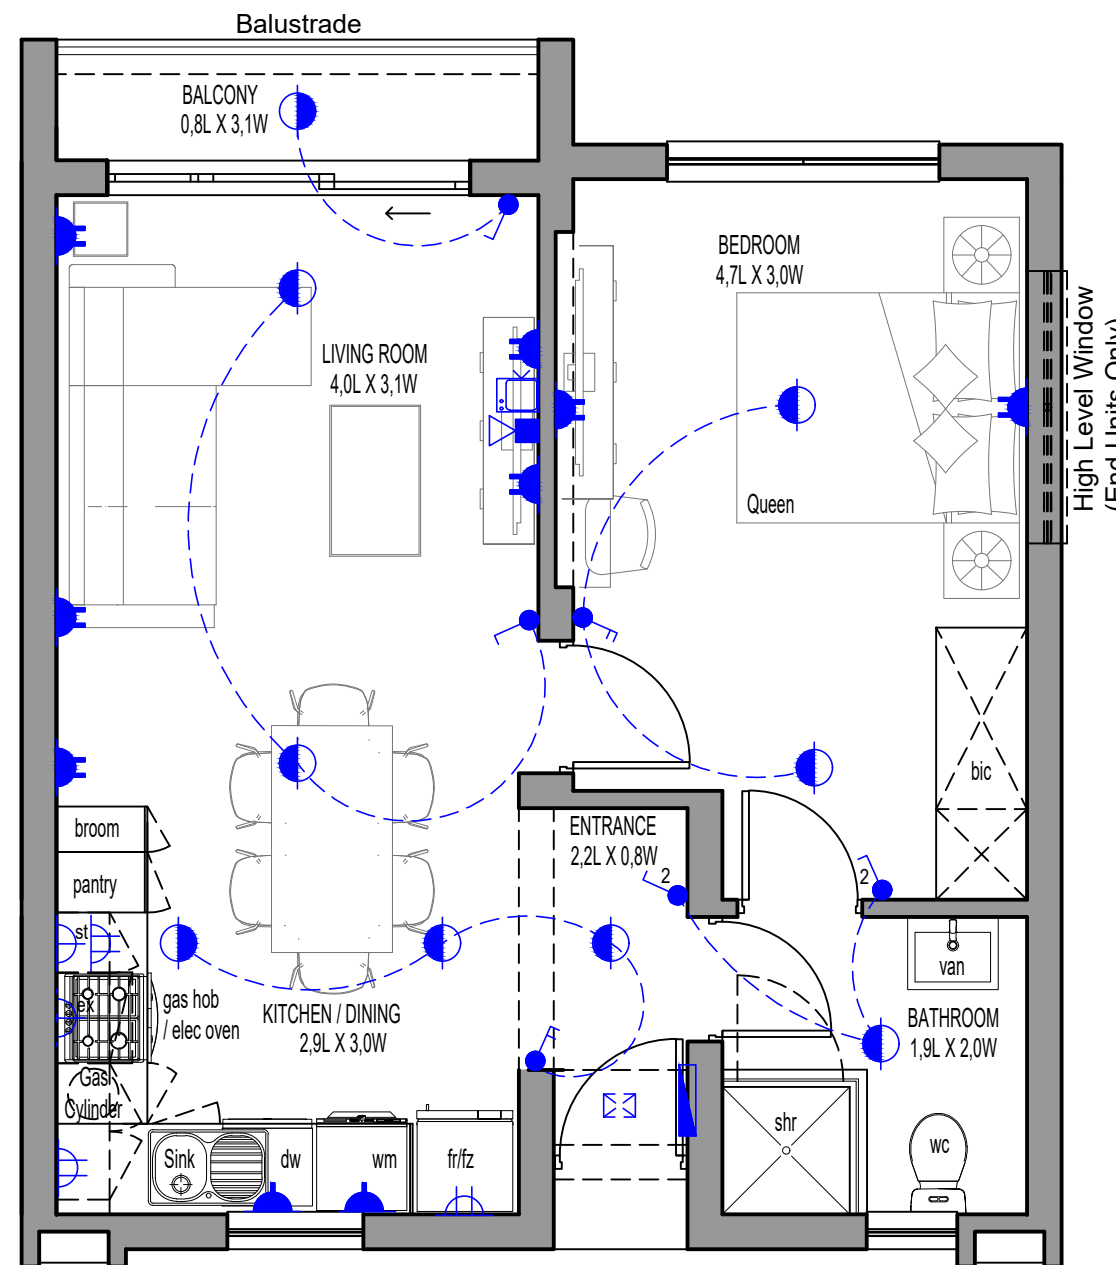 Balustrade
BALCONY
0,8L X 3,1W
BEDROOM
4,7L X 3,0W
High Level Window
(End Units Only)
LIVING ROOM
4,0L X 3,1W
Queen
bic
broom
pantry
ENTRANCE
2,2L X 0,8W
2
2
st
van
ex
gas hob
/ elec oven
KITCHEN / DINING
2,9L X 3,0W
BATHROOM
1,9L X 2,0W
Gas
Cylinder
shr
Sink
dw
wm
fr/fz
wc